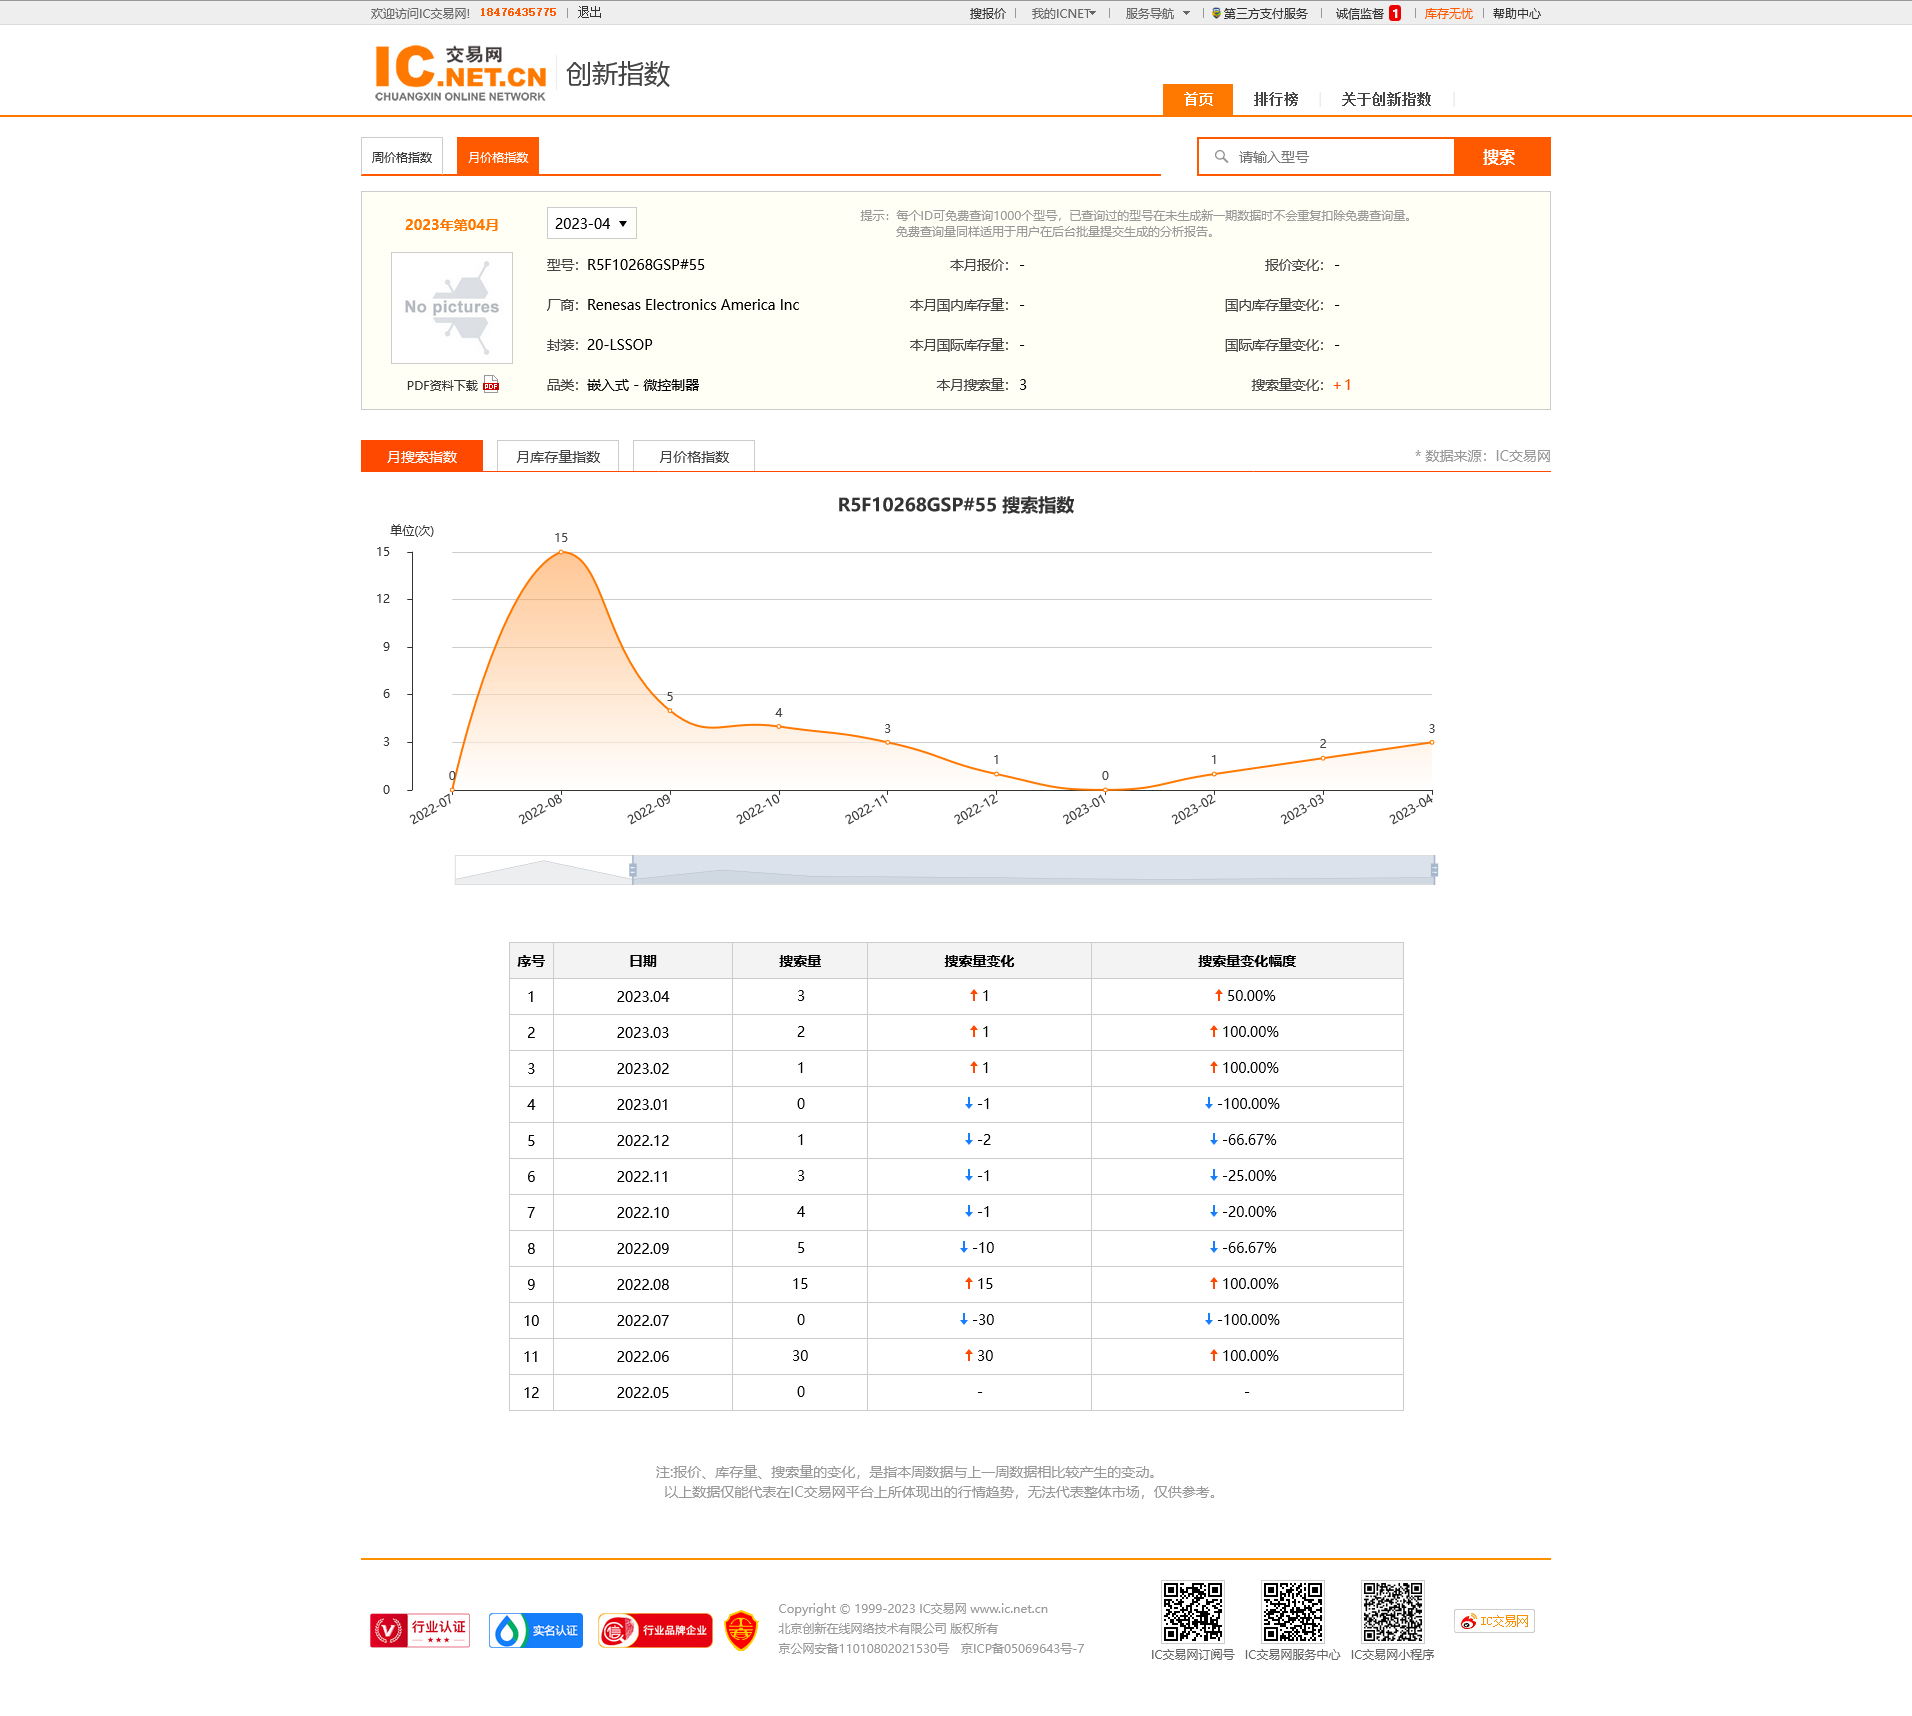 欢迎访问IC交易网! 18476435775 退出 搜报价 我的ICNET 服务导航 第三方支付服务 诚信监督 1 库存无忧 帮助中心
IC.NET.CN 交易网
CHUANGXIN ONLINE NETWORK
创新指数
首页 排行榜 关于创新指数
周价格指数 月价格指数 请输入型号 搜索
2023年第04月 2023-04
提示：每个ID可免费查询1000个型号，已查询过的型号在未生成新一期数据时不会重复扣除免费查询量。
免费查询量同样适用于用户在后台批量提交生成的分析报告。
型号：R5F10268GSP#55 本月报价：- 报价变化：-
No pictures
厂商：Renesas Electronics America Inc 本月国内库存量：- 国内库存量变化：-
封装：20-LSSOP 本月国际库存量：- 国际库存量变化：-
PDF资料下载 PDF
品类：嵌入式 - 微控制器 本月搜索量：3 搜索量变化：+1
月搜索指数 月库存量指数 月价格指数 * 数据来源：IC交易网
R5F10268GSP#55 搜索指数
单位(次)
15
12
9
6
3
0
0 15 5 4 3 1 0 1 2 3
2022-07 2022-08 2022-09 2022-10 2022-11 2022-12 2023-01 2023-02 2023-03 2023-04
序号 日期 搜索量 搜索量变化 搜索量变化幅度
1 2023.04 3 ↑ 1 ↑ 50.00%
2 2023.03 2 ↑ 1 ↑ 100.00%
3 2023.02 1 ↑ 1 ↑ 100.00%
4 2023.01 0 ↓ -1 ↓ -100.00%
5 2022.12 1 ↓ -2 ↓ -66.67%
6 2022.11 3 ↓ -1 ↓ -25.00%
7 2022.10 4 ↓ -1 ↓ -20.00%
8 2022.09 5 ↓ -10 ↓ -66.67%
9 2022.08 15 ↑ 15 ↑ 100.00%
10 2022.07 0 ↓ -30 ↓ -100.00%
11 2022.06 30 ↑ 30 ↑ 100.00%
12 2022.05 0 - -
注:报价、库存量、搜索量的变化，是指本周数据与上一周数据相比较产生的变动。
以上数据仅能代表在IC交易网平台上所体现出的行情趋势，无法代表整体市场，仅供参考。
行业认证 实名认证 信 行业品牌企业
Copyright © 1999-2023 IC交易网 www.ic.net.cn
北京创新在线网络技术有限公司 版权所有
京公网安备11010802021530号 京ICP备05069643号-7
IC交易网订阅号 IC交易网服务中心 IC交易网小程序
IC交易网